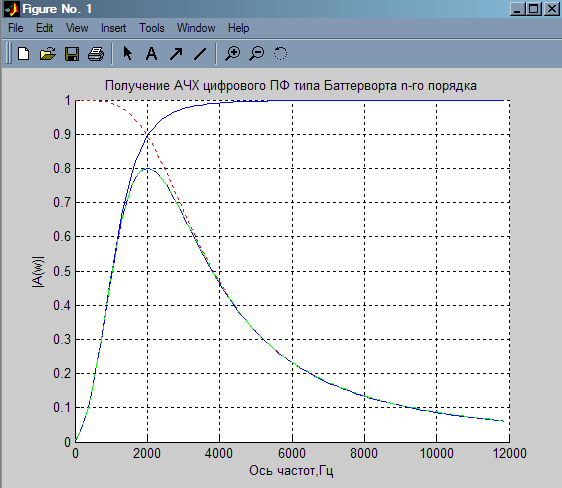 Figure No. 1
File Edit View Insert Tools Window Help
A
Получение АЧХ цифрового ПФ типа Баттерворта n-го порядка
1
0.9
0.8
0.7
0.6
0.5
0.4
0.3
0.2
0.1
0
|A(w)|
0 2000 4000 6000 8000 10000 12000
Ось частот,Гц